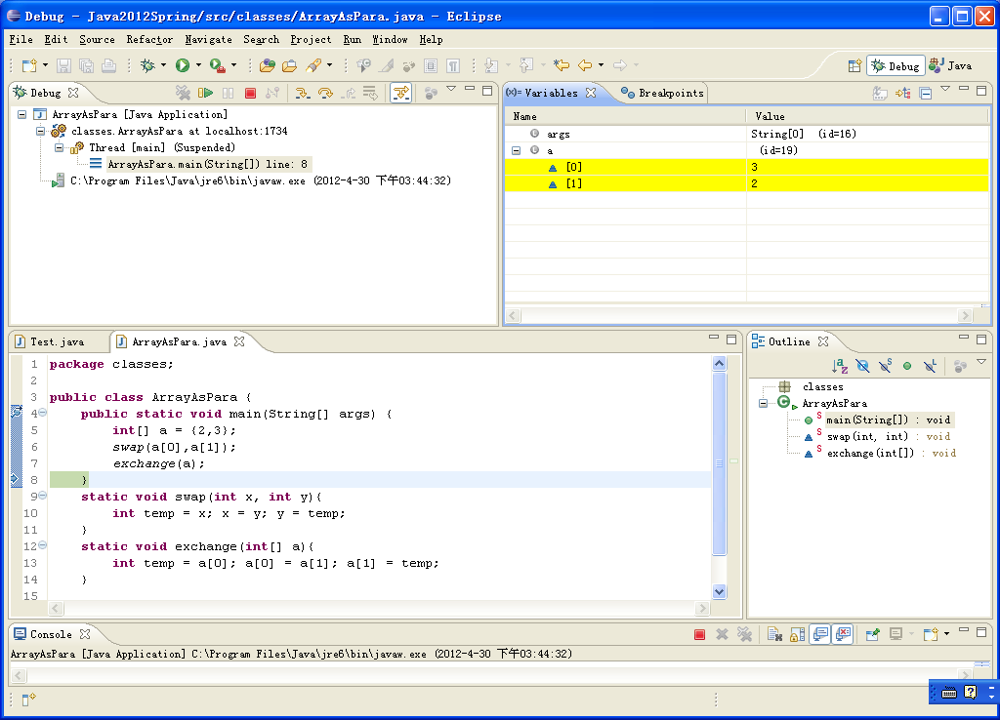 Debug - Java2012Spring/src/classes/ArrayAsPara.java - Eclipse
File Edit Source Refactor Navigate Search Project Run Window Help
Debug Java
Debug
ArrayAsPara [Java Application]
classes.ArrayAsPara at localhost:1734
Thread [main] (Suspended)
ArrayAsPara.main(String[]) line: 8
C:\Program Files\Java\jre6\bin\javaw.exe (2012-4-30 下午03:44:32)
(x)= Variables Breakpoints
Name Value
args String[0] (id=16)
a (id=19)
[0] 3
[1] 2
Test.java ArrayAsPara.java
1 package classes;
2
3 public class ArrayAsPara {
4 public static void main(String[] args) {
5 int[] a = {2,3};
6 swap(a[0],a[1]);
7 exchange(a);
8 }
9 static void swap(int x, int y){
10 int temp = x; x = y; y = temp;
11 }
12 static void exchange(int[] a){
13 int temp = a[0]; a[0] = a[1]; a[1] = temp;
14 }
15
Outline
classes
ArrayAsPara
main(String[]) : void
swap(int, int) : void
exchange(int[]) : void
Console
ArrayAsPara [Java Application] C:\Program Files\Java\jre6\bin\javaw.exe (2012-4-30 下午03:44:32)